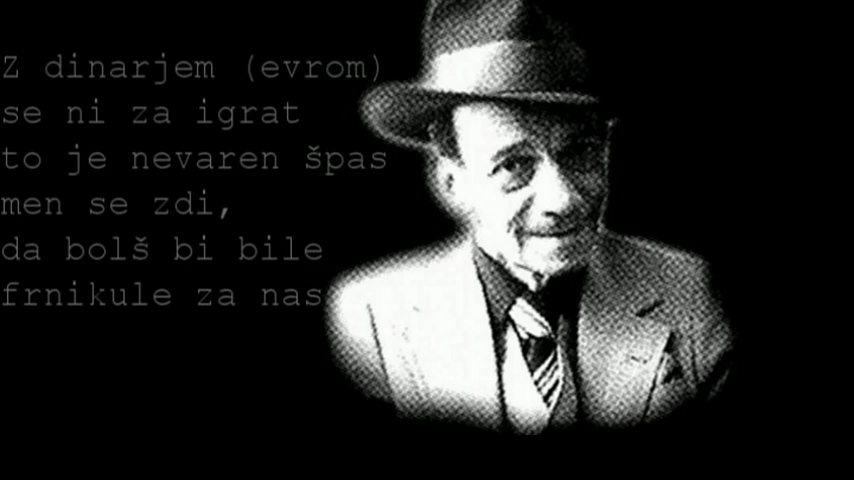 Z dinarjem (evrom)
se ni za igrat
to je nevaren špas
men se zdi,
da bolš bi bile
frnikule za nas